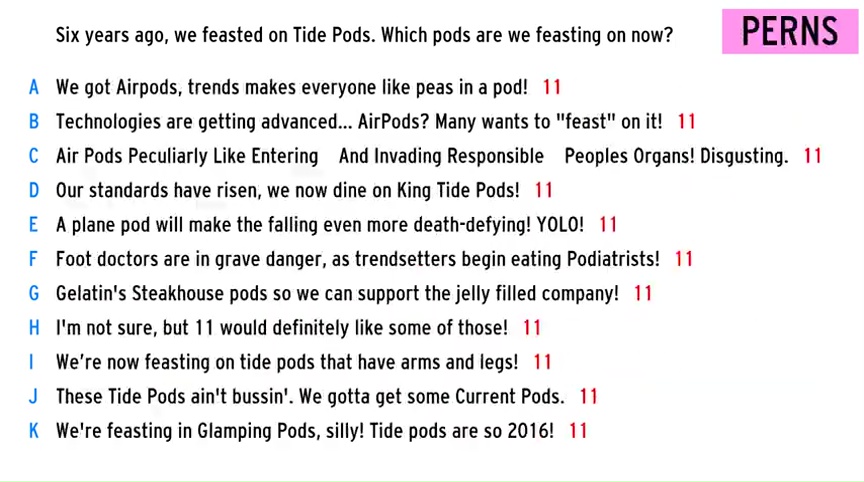 Six years ago, we feasted on Tide Pods. Which pods are we feasting on now?
PERNS
A We got Airpods, trends makes everyone like peas in a pod! 11
B Technologies are getting advanced... AirPods? Many wants to "feast" on it! 11
C Air Pods Peculiarly Like Entering And Invading Responsible Peoples Organs! Disgusting. 11
D Our standards have risen, we now dine on King Tide Pods! 11
E A plane pod will make the falling even more death-defying! YOLO! 11
F Foot doctors are in grave danger, as trendsetters begin eating Podiatrists! 11
G Gelatin's Steakhouse pods so we can support the jelly filled company! 11
H I'm not sure, but 11 would definitely like some of those! 11
I We're now feasting on tide pods that have arms and legs! 11
J These Tide Pods ain't bussin'. We gotta get some Current Pods. 11
K We're feasting in Glamping Pods, silly! Tide pods are so 2016! 11